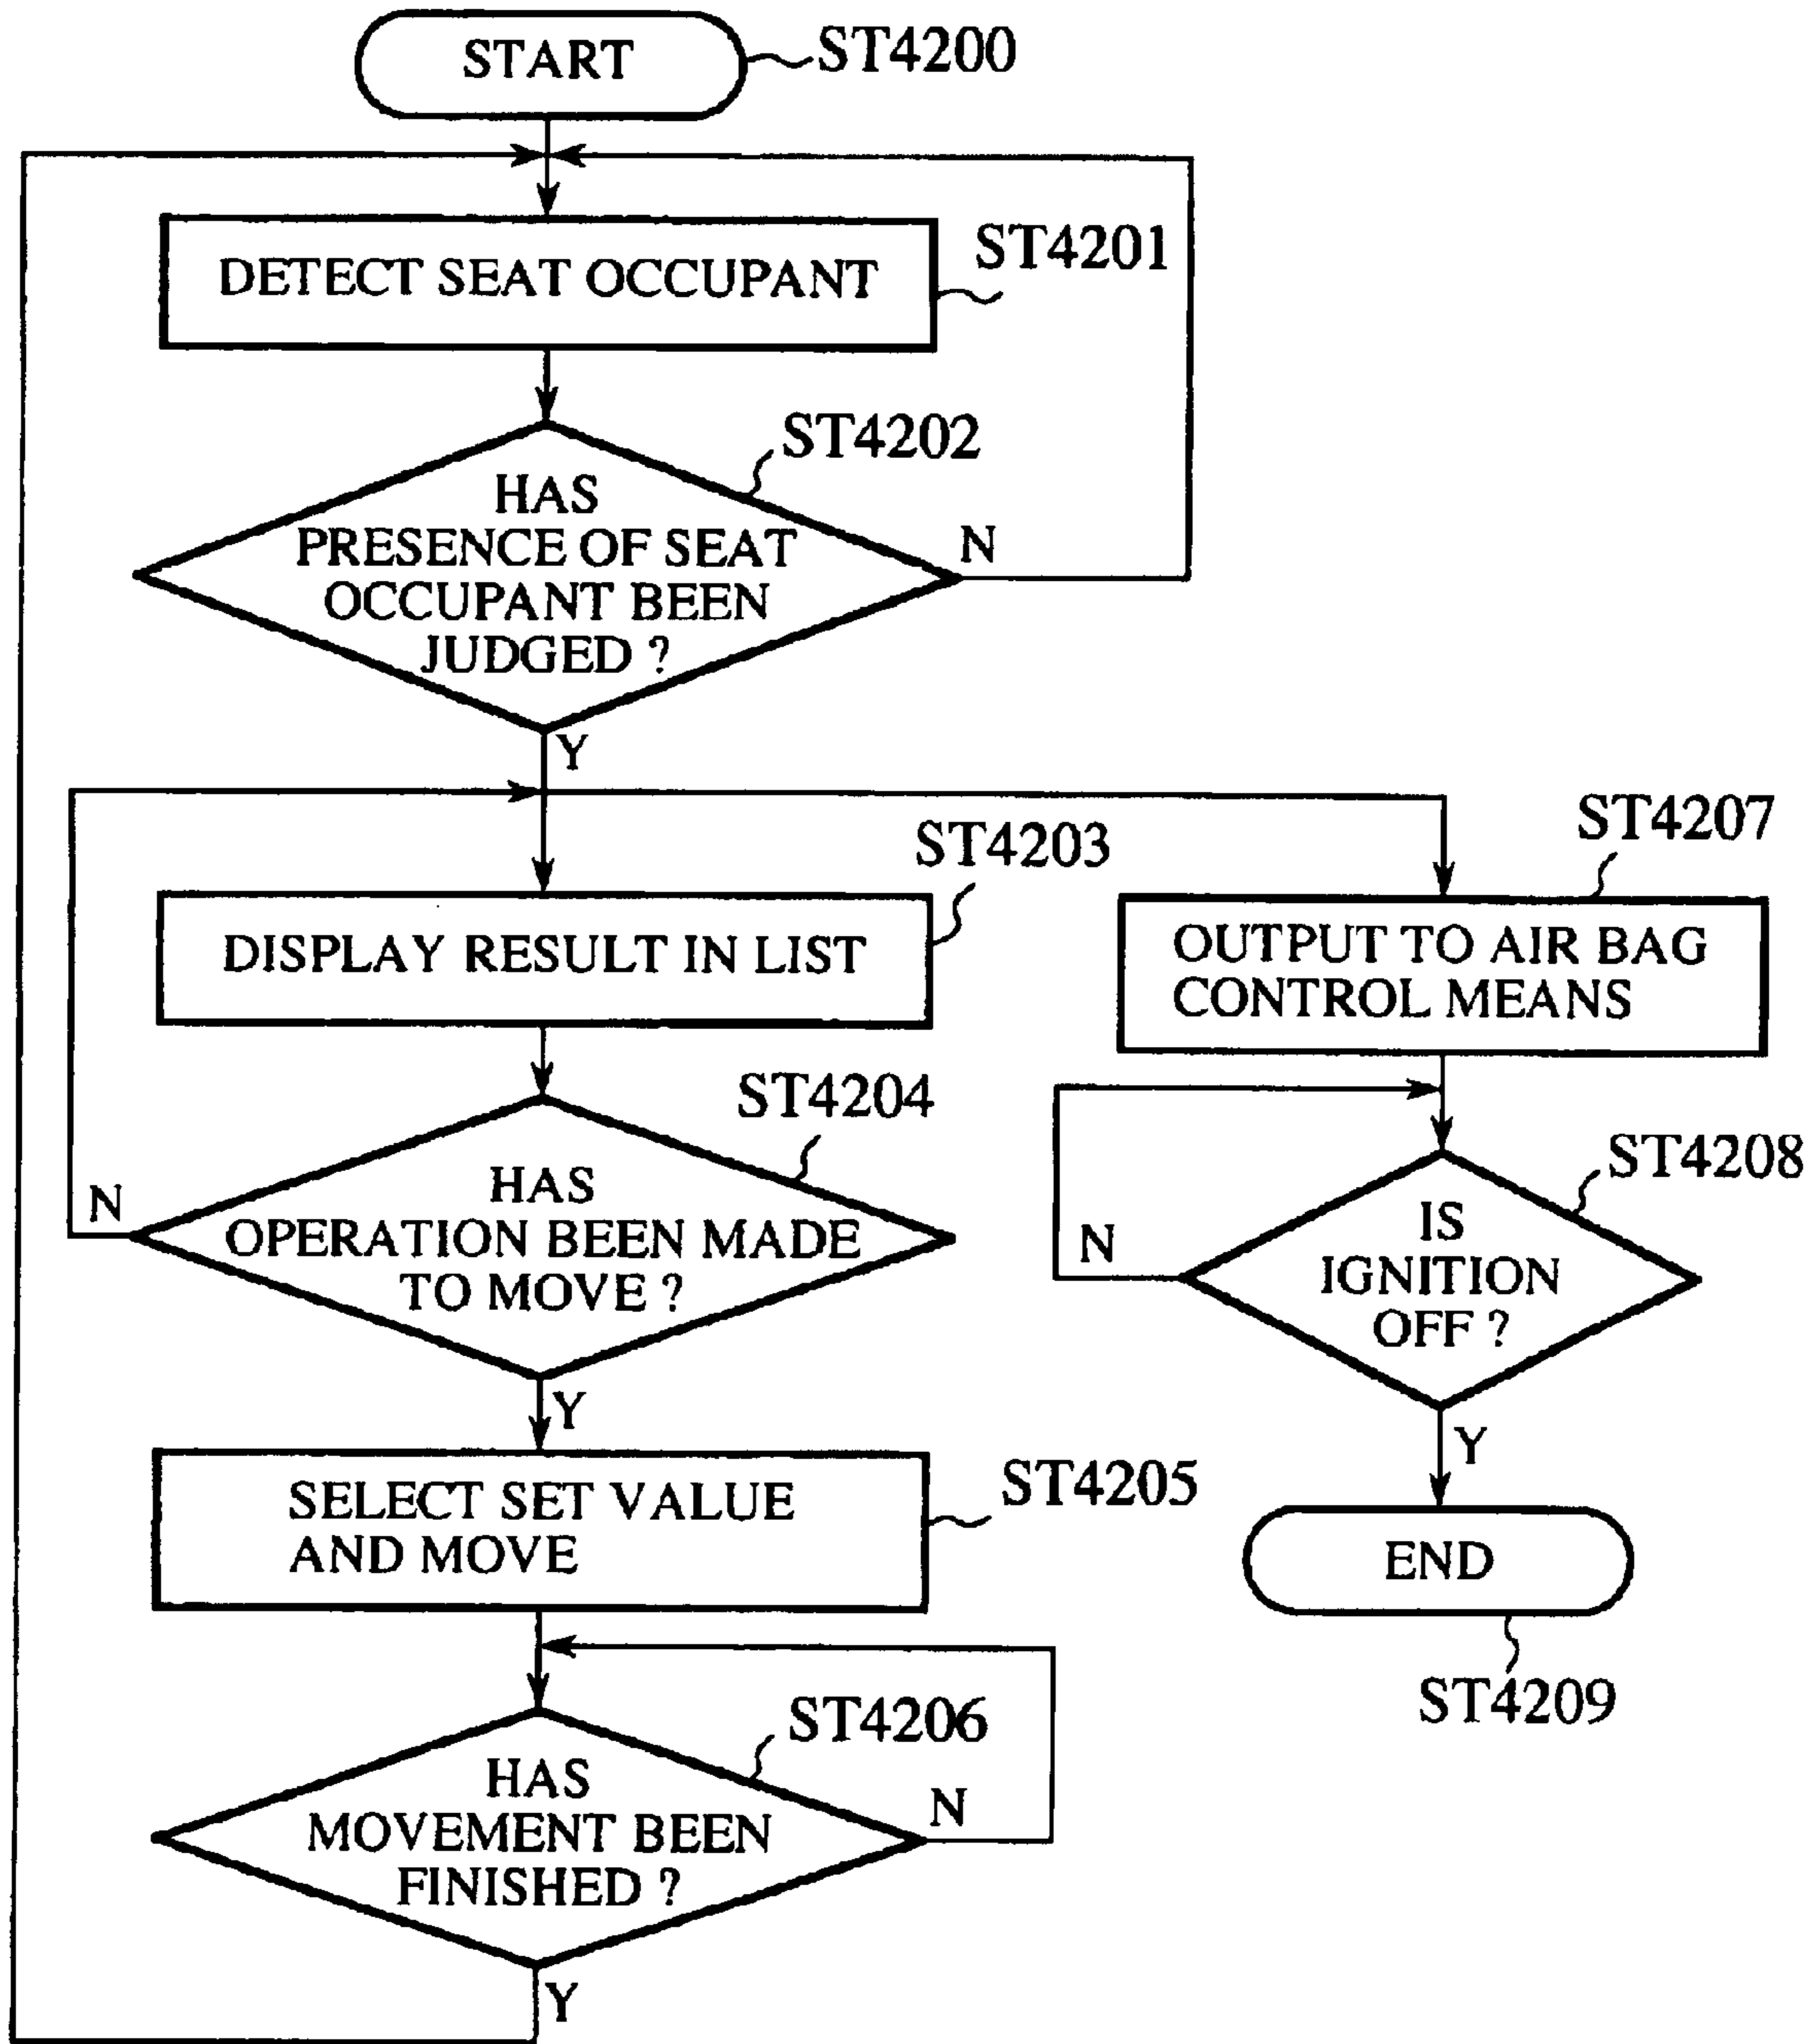 START
ST4200
DETECT SEAT OCCUPANT
ST4201
ST4202
HAS
PRESENCE OF SEAT
OCCUPANT BEEN
JUDGED ?
N
Y
ST4203
DISPLAY RESULT IN LIST
ST4207
OUTPUT TO AIR BAG
CONTROL MEANS
ST4204
HAS
OPERATION BEEN MADE
TO MOVE ?
N
Y
ST4208
IS
IGNITION
OFF ?
N
Y
SELECT SET VALUE
AND MOVE
ST4205
END
ST4209
ST4206
HAS
MOVEMENT BEEN
FINISHED ?
N
Y